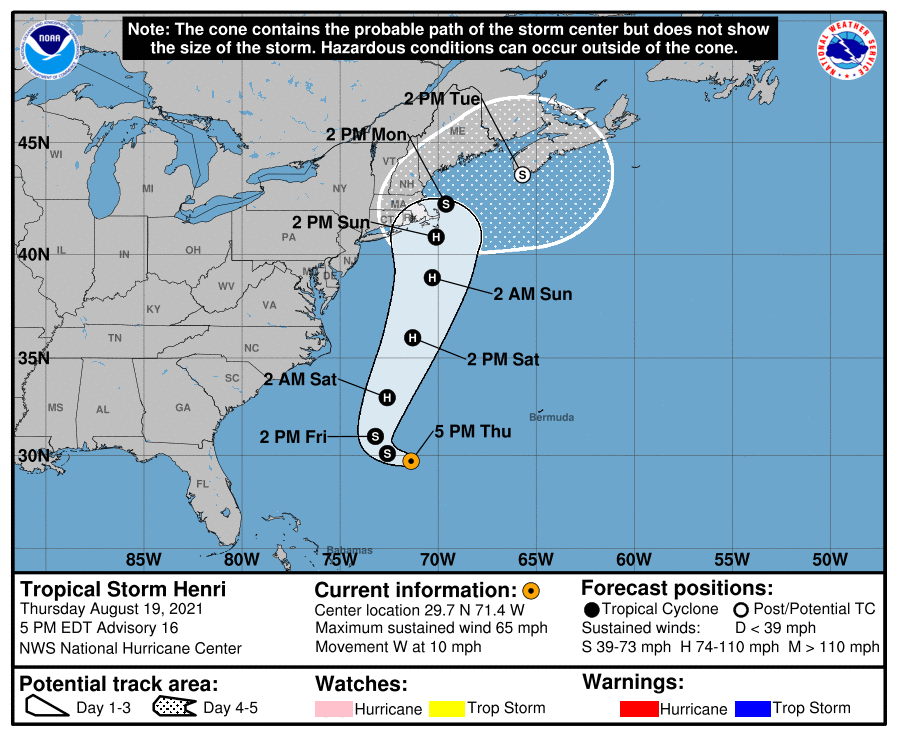 Note: The cone contains the probable path of the storm center but does not show
the size of the storm. Hazardous conditions can occur outside of the cone.
NOAA
NATIONAL WEATHER SERVICE
2 PM Tue
2 PM Mon
ME
45N
WI
VT
MI
NH
NY
MA
CT
RI
2 PM Sun
PA
IL
IN
OH
40N
NJ
MD
DE
WV
2 AM Sun
VA
KY
TN
NC
35N
2 PM Sat
SC
2 AM Sat
MS
AL
GA
Bermuda
2 PM Fri
5 PM Thu
30N
FL
S
S
H
H
H
H
S
S
Bahamas
85W
80W
75W
70W
65W
60W
55W
50W
Tropical Storm Henri
Thursday August 19, 2021
5 PM EDT Advisory 16
NWS National Hurricane Center
Current information:
Center location 29.7 N 71.4 W
Maximum sustained wind 65 mph
Movement W at 10 mph
Forecast positions:
Tropical Cyclone Post/Potential TC
Sustained winds: D < 39 mph
S 39-73 mph H 74-110 mph M > 110 mph
Potential track area:
Day 1-3 Day 4-5
Watches:
Hurricane Trop Storm
Warnings:
Hurricane Trop Storm